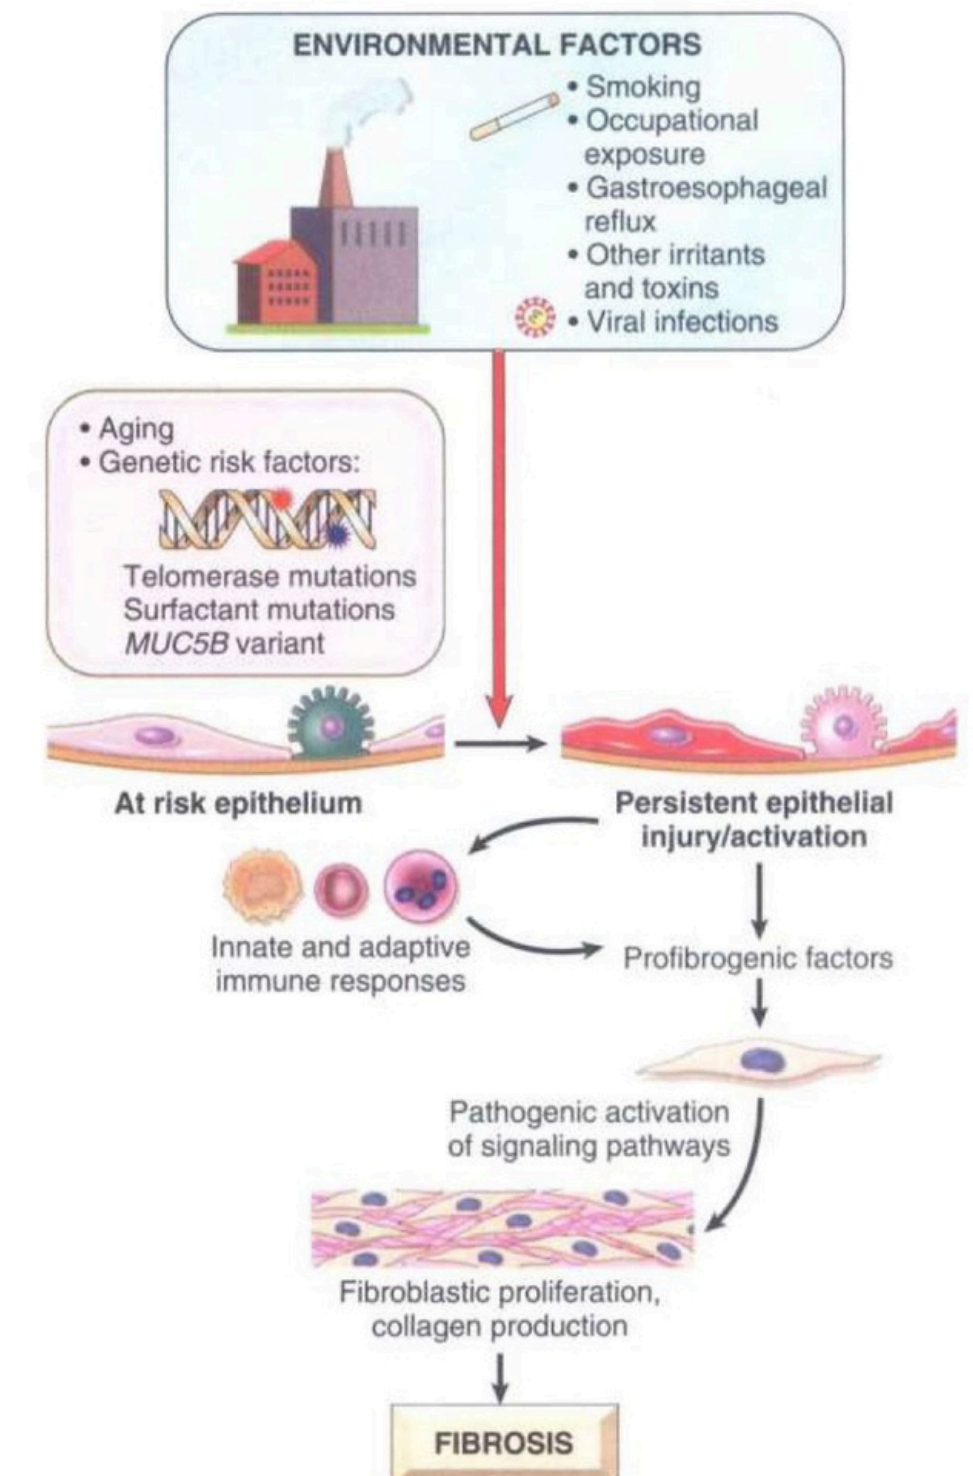 ENVIRONMENTAL FACTORS
• Smoking
• Occupational
exposure
• Gastroesophageal
reflux
• Other irritants
and toxins
• Viral infections
• Aging
• Genetic risk factors:
Telomerase mutations
Surfactant mutations
MUC5B variant
At risk epithelium
Persistent epithelial
injury/activation
Innate and adaptive
immune responses
Profibrogenic factors
Pathogenic activation
of signaling pathways
Fibroblastic proliferation,
collagen production
FIBROSIS